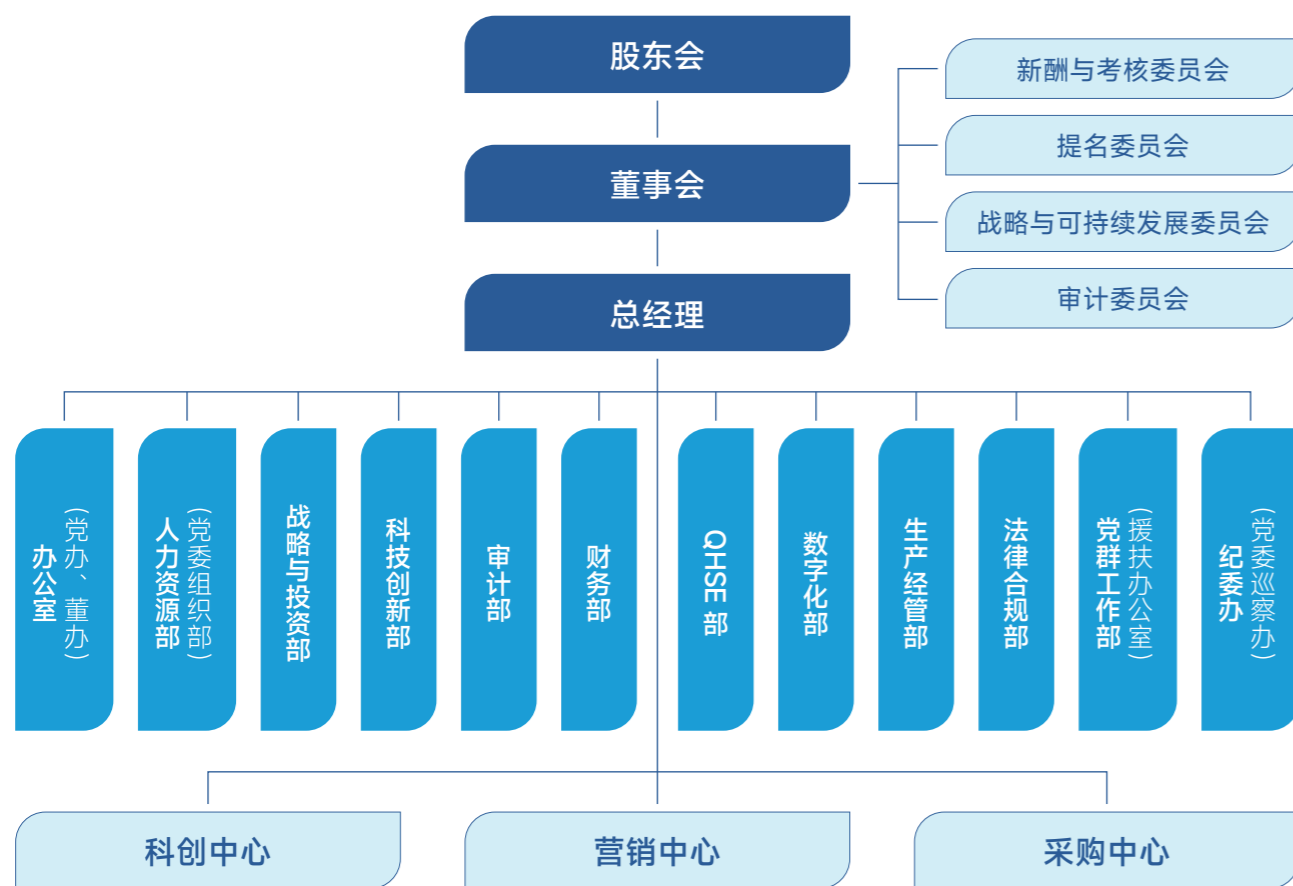 股东会
董事会
总经理
新酬与考核委员会
提名委员会
战略与可持续发展委员会
审计委员会
办公室
（党办、董办）
人力资源部
（党委组织部）
战略与投资部
科技创新部
审计部
财务部
QHSE 部
数字化部
生产经管部
法律合规部
党群工作部
（援扶办公室）
纪委办
（党委巡察办）
科创中心
营销中心
采购中心